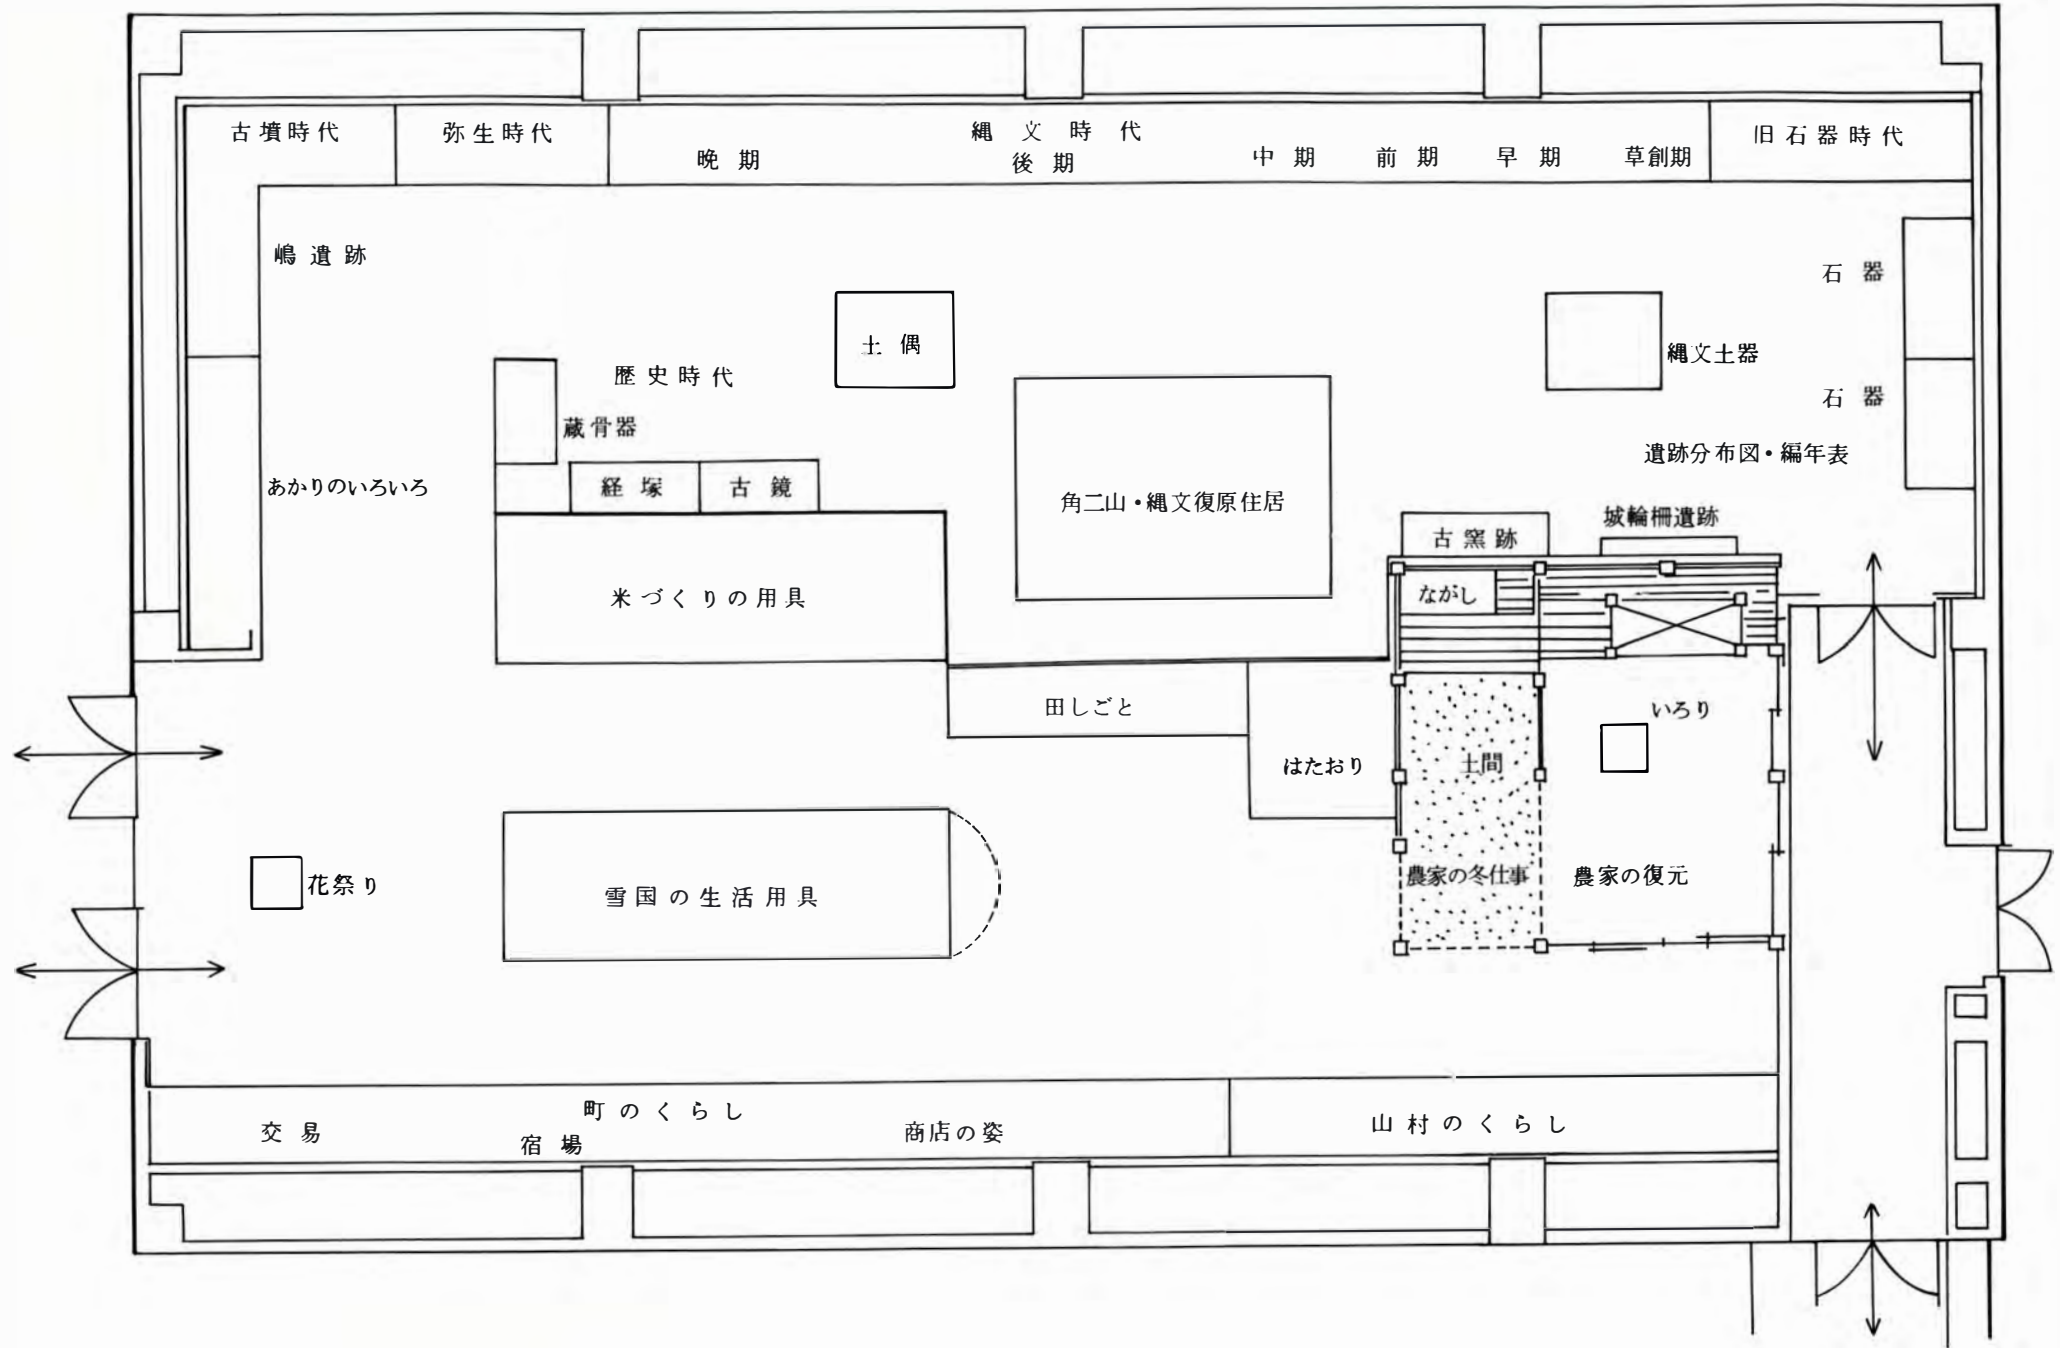 古墳時代
弥生時代
縄文時代
晩期
後期
中期
前期
早期
草創期
旧石器時代
嶋遺跡
石器
土偶
縄文土器
歴史時代
石器
蔵骨器
遺跡分布図・編年表
あかりのいろいろ
経塚
古鏡
角二山・縄文復原住居
城輪柵遺跡
古窯跡
ながし
米づくりの用具
田しごと
いろり
はたおり
土間
花祭り
雪国の生活用具
農家の冬仕事
農家の復元
町のくらし
交易
宿場
商店の姿
山村のくらし